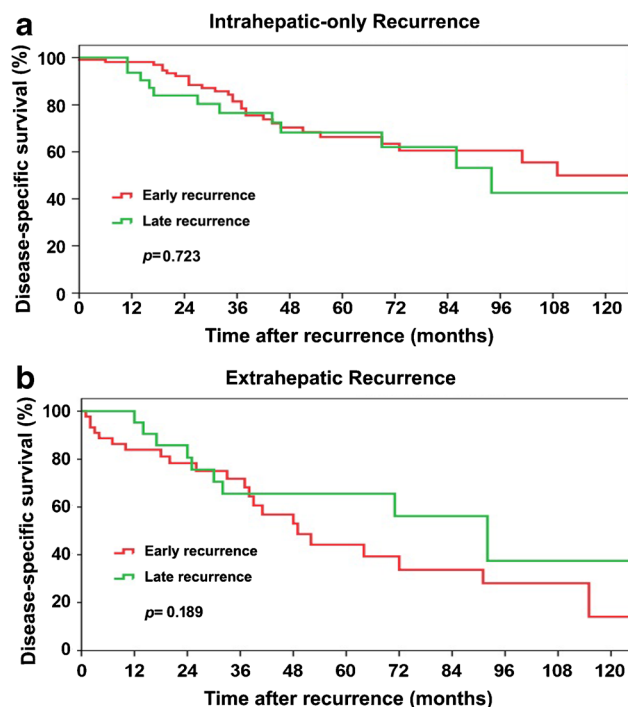 a
Intrahepatic-only Recurrence
Disease-specific survival (%)
100
80
60
40
20
0
Early recurrence
Late recurrence
p=0.723
0 12 24 36 48 60 72 84 96 108 120
Time after recurrence (months)
b
Extrahepatic Recurrence
Disease-specific survival (%)
100
80
60
40
20
0
Early recurrence
Late recurrence
p= 0.189
0 12 24 36 48 60 72 84 96 108 120
Time after recurrence (months)